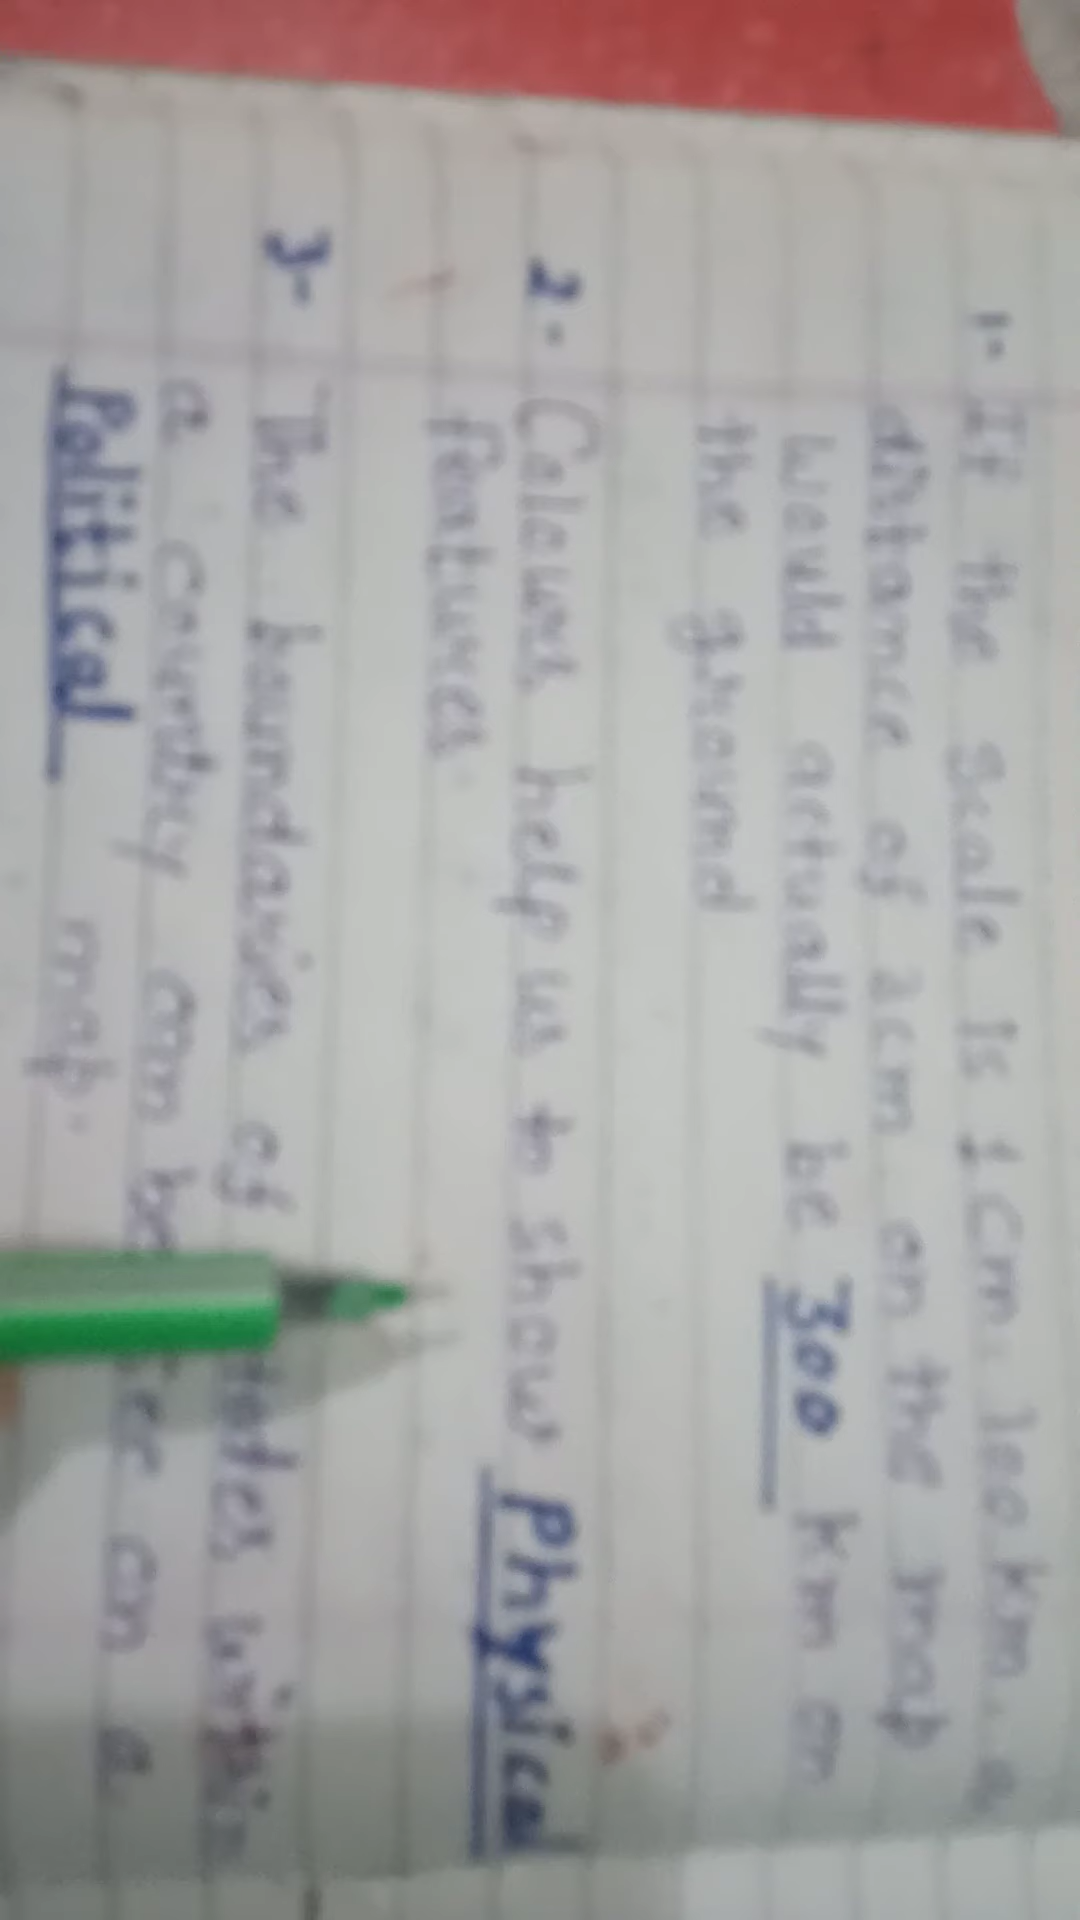 1- If the Scale is 1 cm. 100 km. a
distance of 3cm on the map
would actually be 300 Km on
the ground
2. Colours help us to show Physical
features.
3- The boundaries of within
a country can be on a
Political map.